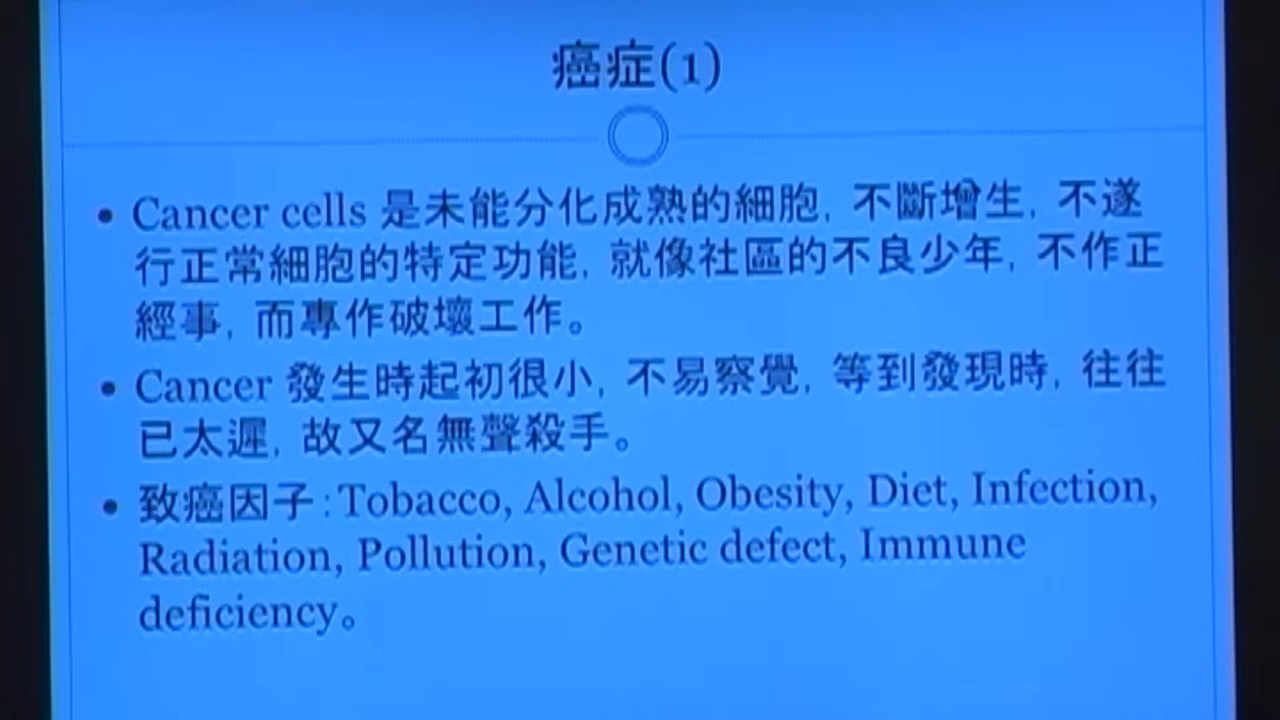 癌症(1)
• Cancer cells 是未能分化成熟的細胞, 不斷增生, 不遂
行正常細胞的特定功能, 就像社區的不良少年, 不作正
經事, 而專作破壞工作。
• Cancer 發生時起初很小, 不易察覺, 等到發現時, 往往
已太遲, 故又名無聲殺手。
• 致癌因子:Tobacco, Alcohol, Obesity, Diet, Infection,
Radiation, Pollution, Genetic defect, Immune
deficiency。